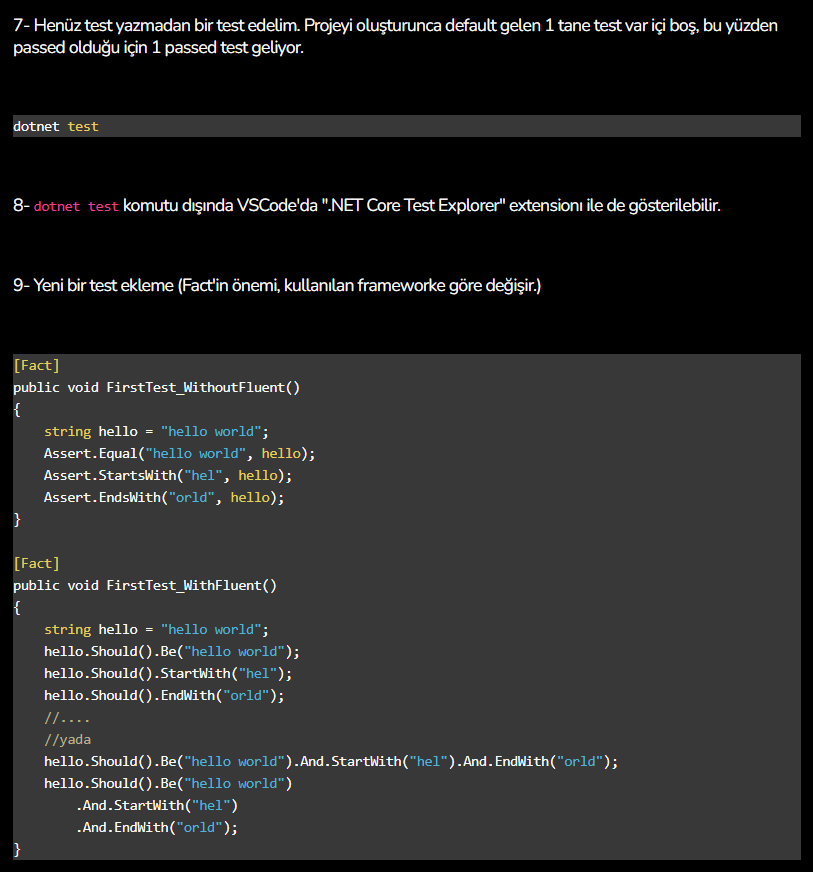 7- Henüz test yazmadan bir test edelim. Projeyi oluşturunca default gelen 1 tane test var içi boş, bu yüzden
passed olduğu için 1 passed test geliyor.
dotnet test
8- dotnet test komutu dışında VSCode'da ".NET Core Test Explorer" extensionı ile de gösterilebilir.
9- Yeni bir test ekleme (Fact'in önemi, kullanılan frameworke göre değişir.)
[Fact]
public void FirstTest_WithoutFluent()
{
    string hello = "hello world";
    Assert.Equal("hello world", hello);
    Assert.StartsWith("hel", hello);
    Assert.EndsWith("orld", hello);
}
[Fact]
public void FirstTest_WithFluent()
{
    string hello = "hello world";
    hello.Should().Be("hello world");
    hello.Should().StartWith("hel");
    hello.Should().EndWith("orld");
    //....
    //yada
    hello.Should().Be("hello world").And.StartWith("hel").And.EndWith("orld");
    hello.Should().Be("hello world")
        .And.StartWith("hel")
        .And.EndWith("orld");
}